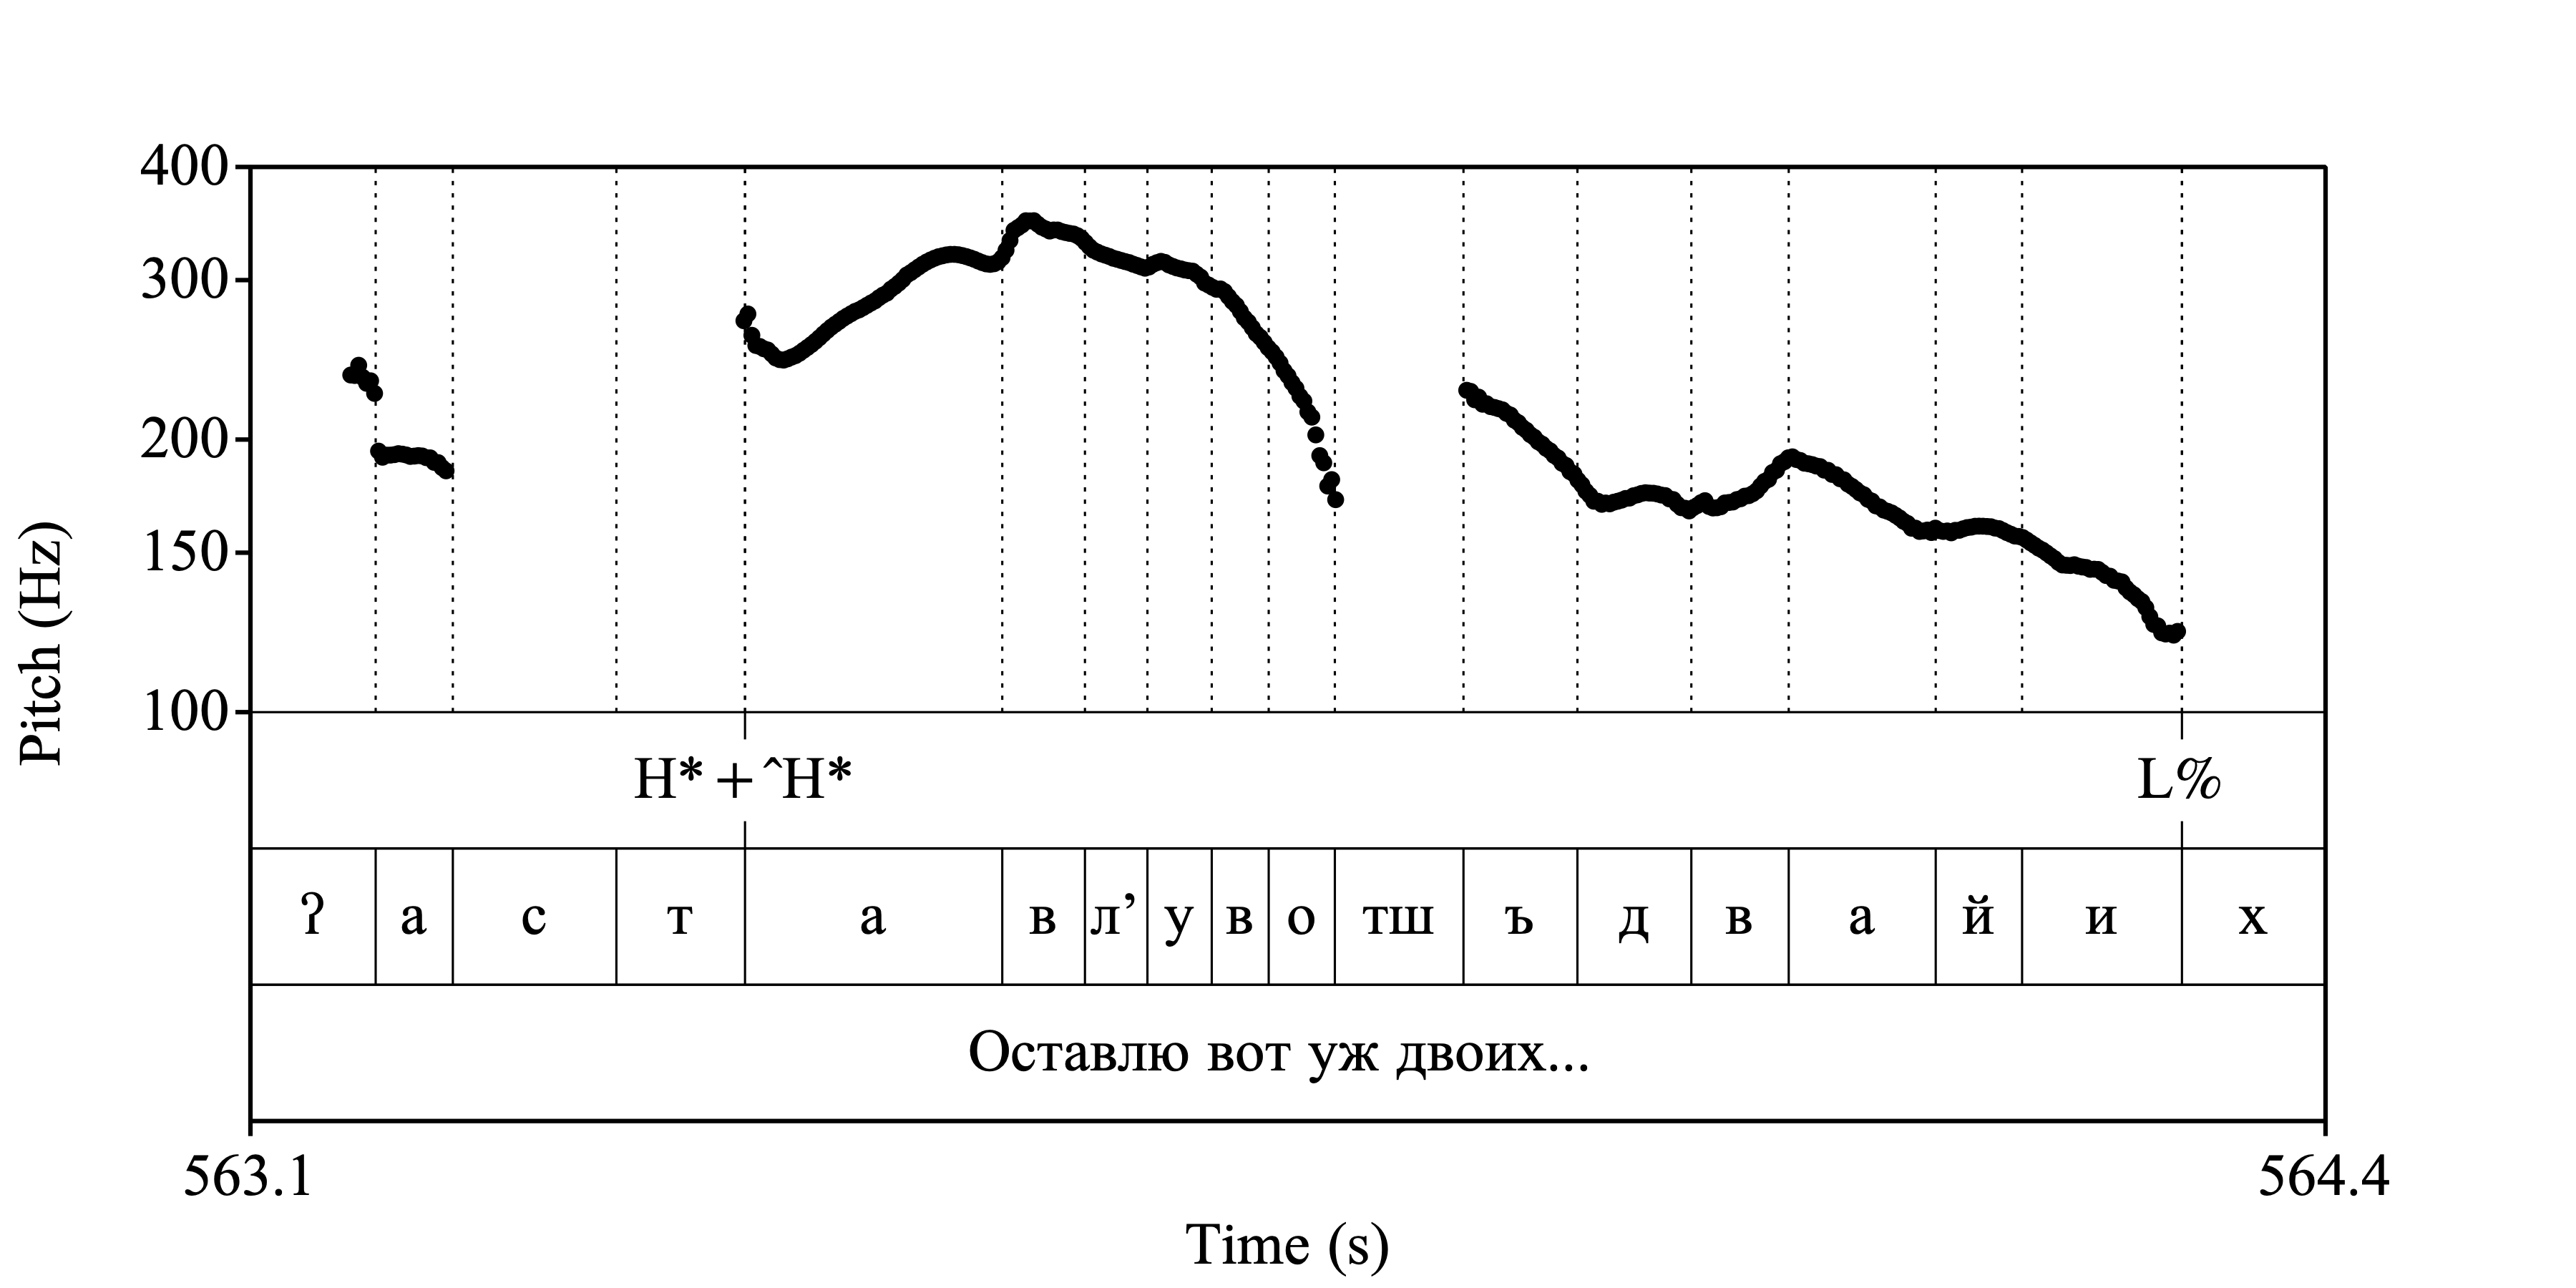 400
300
200
150
100
Pitch (Hz)
H* + ^H* L%
ʔ а с т а в л’ у в о тш ъ д в а й и х
Оставлю вот уж двоих...
563.1 564.4
Time (s)